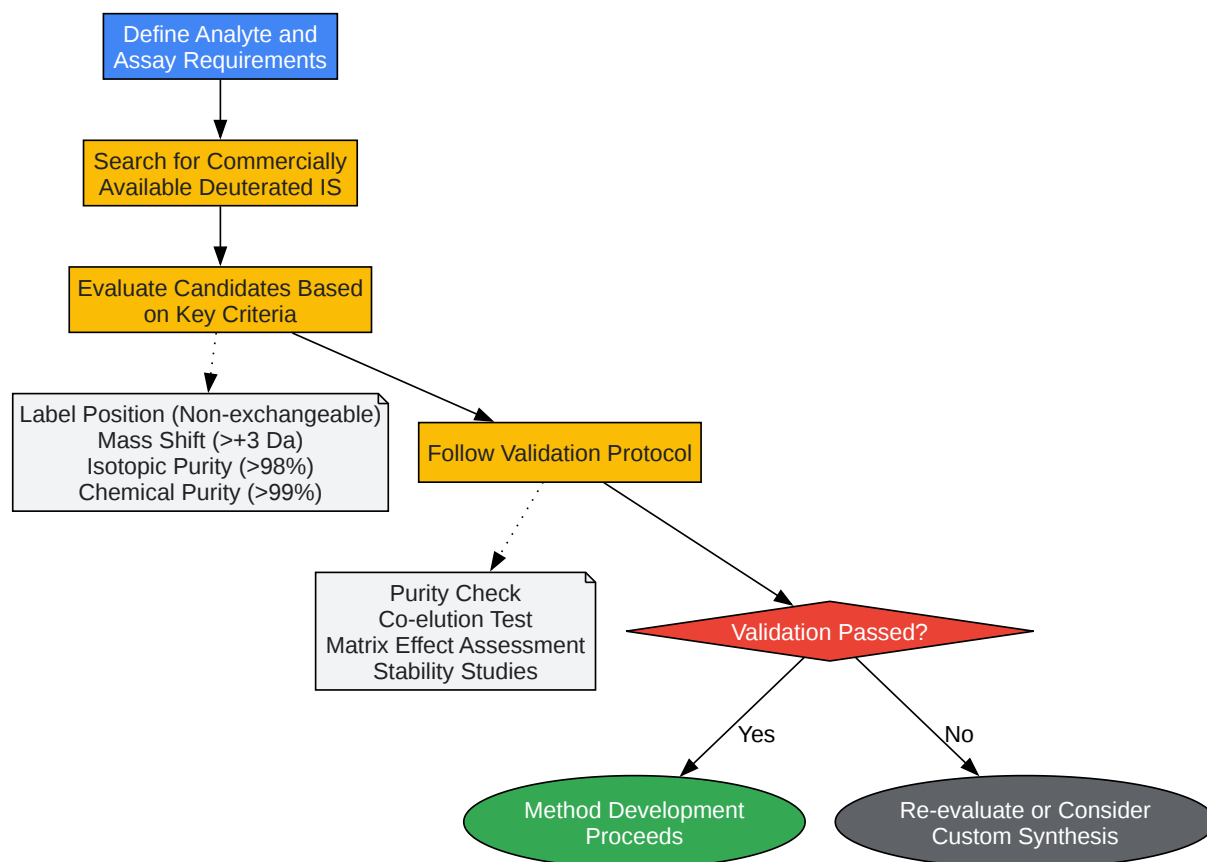 Define Analyte and
Assay Requirements
Search for Commercially
Available Deuterated IS
Evaluate Candidates Based
on Key Criteria
Label Position (Non-exchangeable)
Mass Shift (>+3 Da)
Isotopic Purity (>98%)
Chemical Purity (>99%)
Follow Validation Protocol
Purity Check
Co-elution Test
Matrix Effect Assessment
Stability Studies
Validation Passed?
Yes
No
Method Development
Proceeds
Re-evaluate or Consider
Custom Synthesis